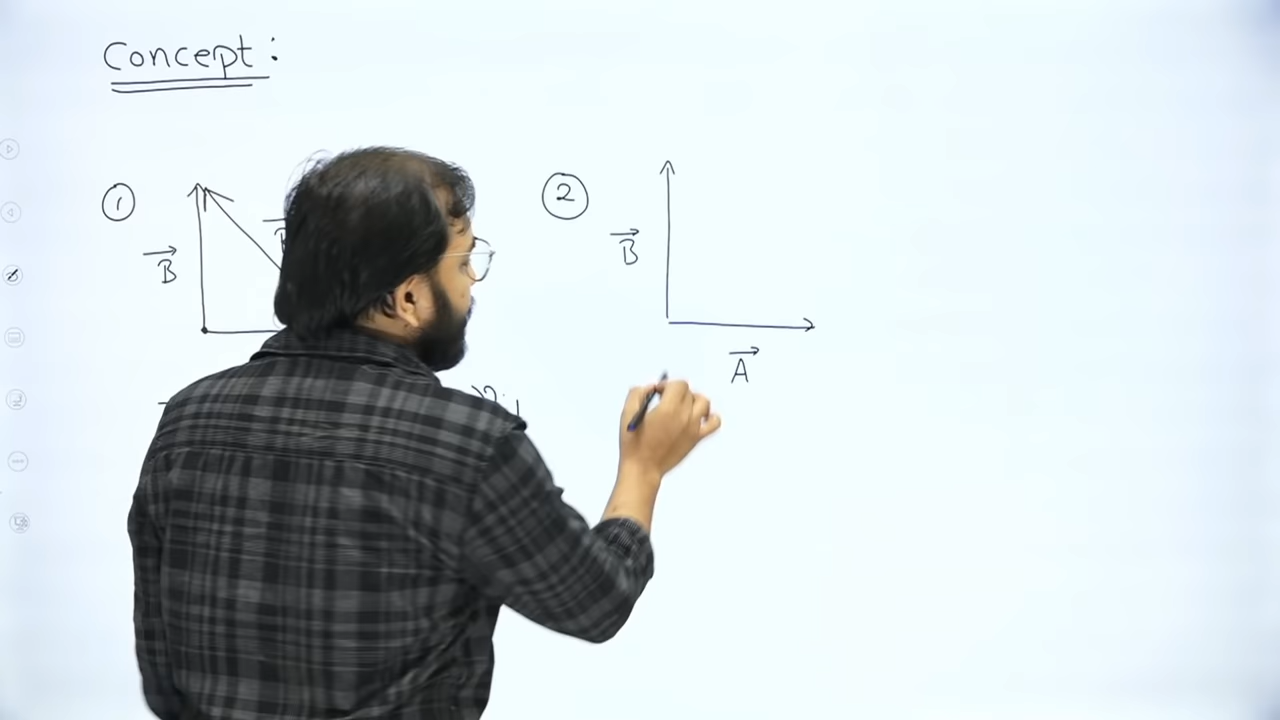 Concept:
① ②
B⃗ B⃗
A⃗